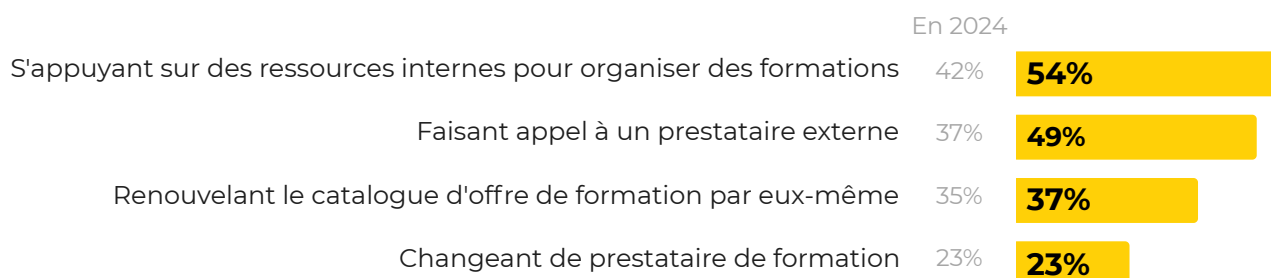 En 2024
S'appuyant sur des ressources internes pour organiser des formations 42% 54%
Faisant appel à un prestataire externe 37% 49%
Renouvelant le catalogue d'offre de formation par eux-même 35% 37%
Changeant de prestataire de formation 23% 23%